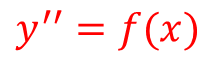 y'' = f(x)